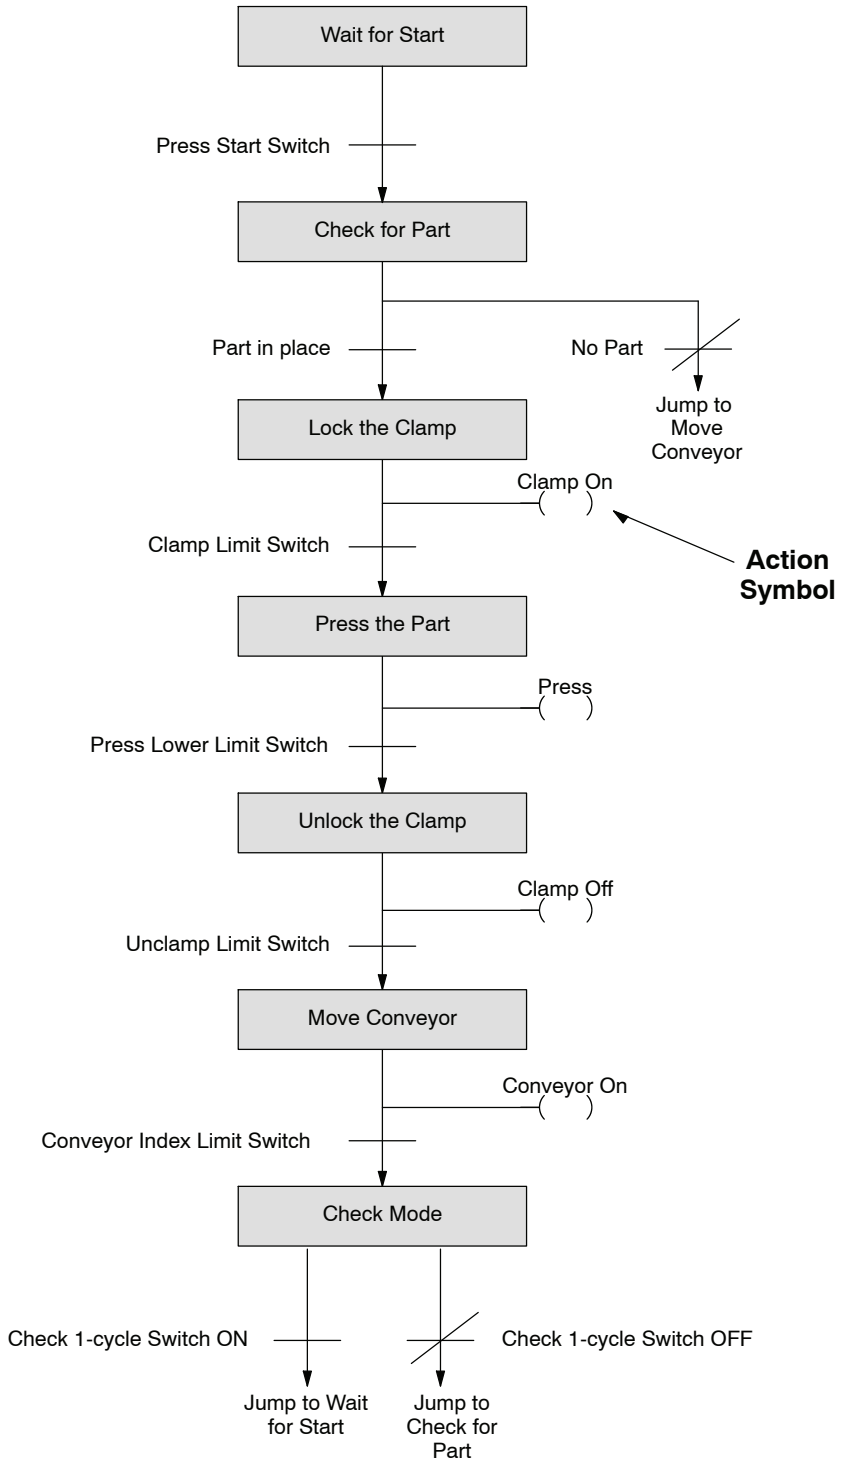 Wait for Start
Press Start Switch
Check for Part
Part in place
No Part
Jump to
Move
Conveyor
Lock the Clamp
Clamp On
Clamp Limit Switch
Action
Symbol
Press the Part
Press
Press Lower Limit Switch
Unlock the Clamp
Clamp Off
Unclamp Limit Switch
Move Conveyor
Conveyor On
Conveyor Index Limit Switch
Check Mode
Check 1-cycle Switch ON
Check 1-cycle Switch OFF
Jump to Wait
for Start
Jump to
Check for
Part